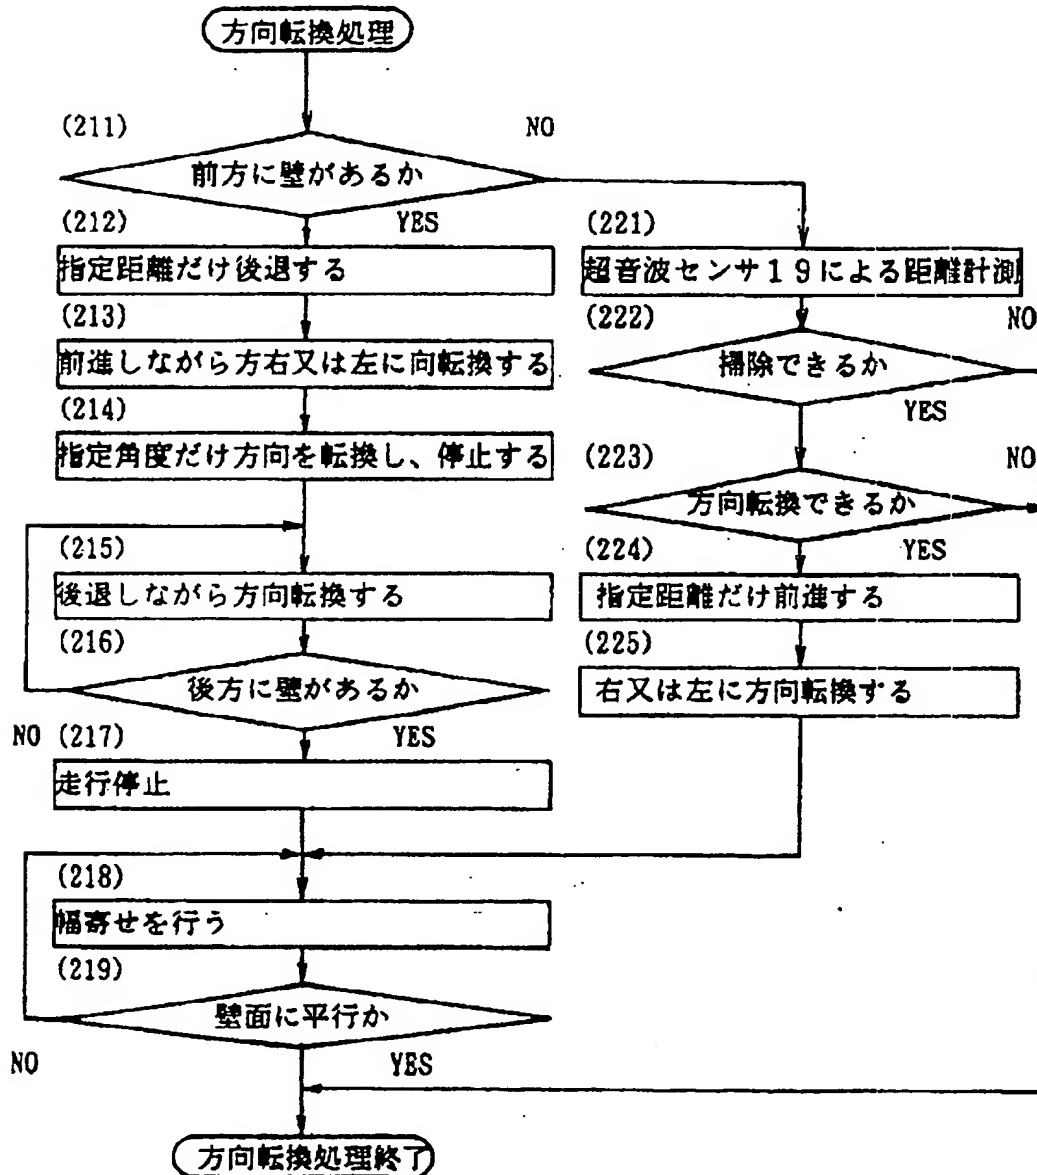 方向転換処理
(211)
NO
前方に壁があるか
(212)
YES
指定距離だけ後退する
(213)
前進しながら方右又は左に向転換する
(214)
指定角度だけ方向を転換し、停止する
(215)
後退しながら方向転換する
(216)
後方に壁があるか
NO (217)
YES
走行停止
(218)
幅寄せを行う
(219)
壁面に平行か
NO
YES
方向転換処理終了
(221)
超音波センサ19による距離計測
(222)
NO
掃除できるか
YES
(223)
NO
方向転換できるか
(224)
YES
指定距離だけ前進する
(225)
右又は左に方向転換する